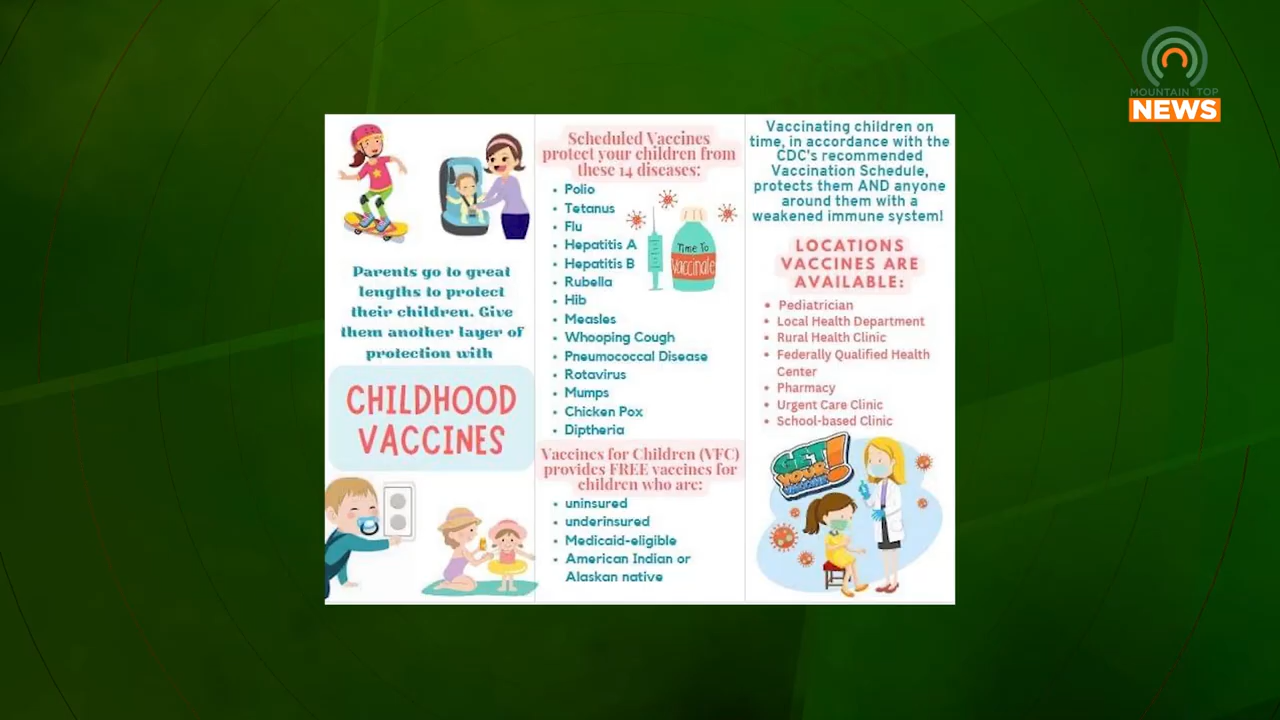 MOUNTAIN TOP
NEWS
Parents go to great
lengths to protect
their children. Give
them another layer of
protection with
CHILDHOOD
VACCINES
Scheduled Vaccines
protect your children from
these 14 diseases:
• Polio
• Tetanus
• Flu
• Hepatitis A
• Hepatitis B
• Rubella
• Hib
• Measles
• Whooping Cough
• Pneumococcal Disease
• Rotavirus
• Mumps
• Chicken Pox
• Diptheria
Time To
Vaccinate
Vaccines for Children (VFC)
provides FREE vaccines for
children who are:
• uninsured
• underinsured
• Medicaid-eligible
• American Indian or
Alaskan native
Vaccinating children on
time, in accordance with the
CDC's recommended
Vaccination Schedule,
protects them AND anyone
around them with a
weakened immune system!
LOCATIONS
VACCINES ARE
AVAILABLE:
• Pediatrician
• Local Health Department
• Rural Health Clinic
• Federally Qualified Health
Center
• Pharmacy
• Urgent Care Clinic
• School-based Clinic
GET
YOUR
VACCINE
!